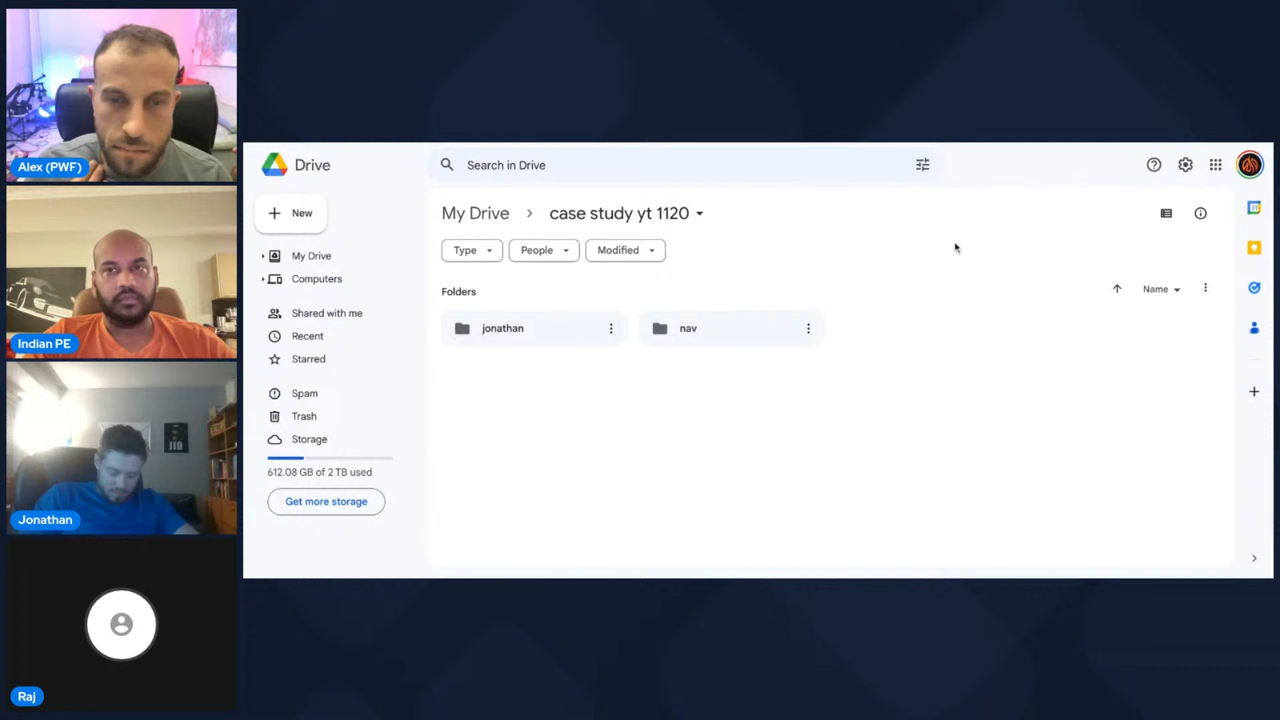 Alex (PWF)
Indian PE
Jonathan
Raj
Drive
Search in Drive
New
My Drive
Computers
Shared with me
Recent
Starred
Spam
Trash
Storage
612.08 GB of 2 TB used
Get more storage
My Drive > case study yt 1120
Type
People
Modified
Folders
Name
jonathan
nav